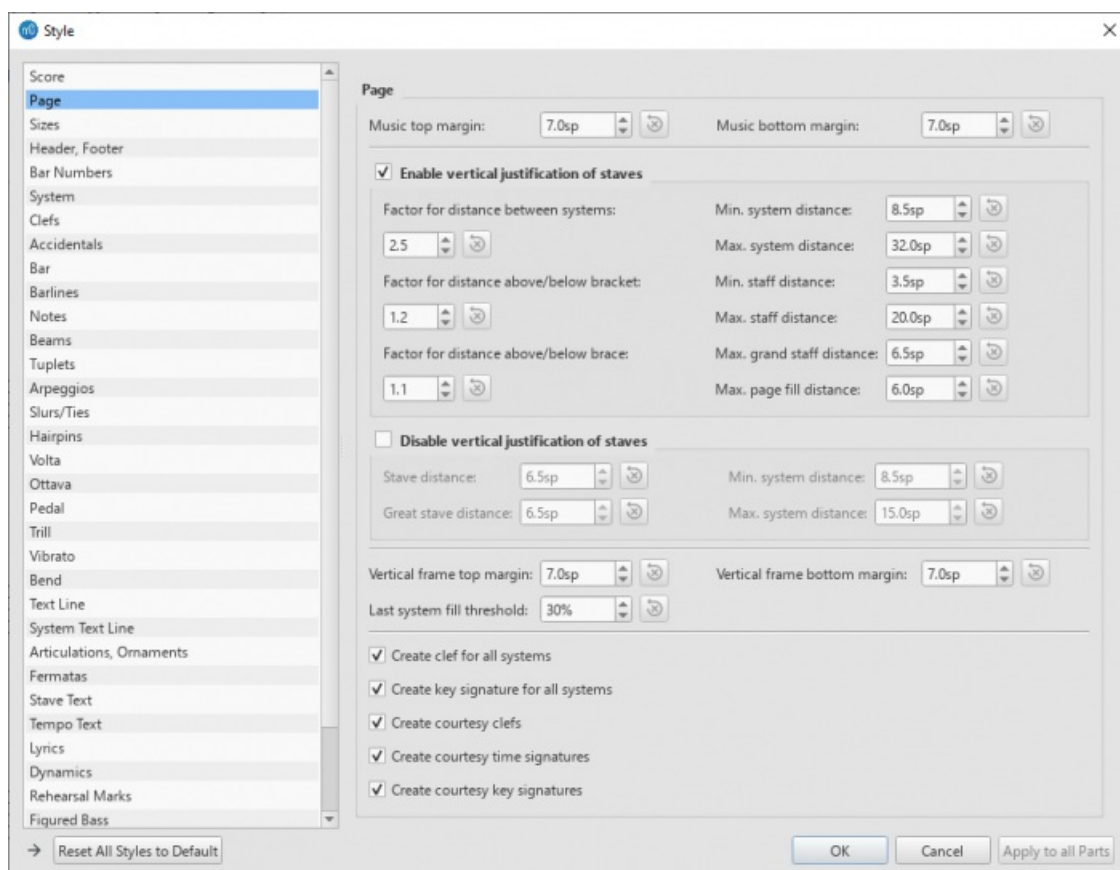 Style
Score
Page
Sizes
Header, Footer
Bar Numbers
System
Clefs
Accidentals
Bar
Barlines
Notes
Beams
Tuplets
Arpeggios
Slurs/Ties
Hairpins
Volta
Ottava
Pedal
Trill
Vibrato
Bend
Text Line
System Text Line
Articulations, Ornaments
Fermatas
Stave Text
Tempo Text
Lyrics
Dynamics
Rehearsal Marks
Figured Bass
Page
Music top margin: 7.0sp Music bottom margin: 7.0sp
Enable vertical justification of staves
Factor for distance between systems: Min. system distance: 8.5sp
2.5 Max. system distance: 32.0sp
Factor for distance above/below bracket: Min. staff distance: 3.5sp
1.2 Max. staff distance: 20.0sp
Factor for distance above/below brace: Max. grand staff distance: 6.5sp
1.1 Max. page fill distance: 6.0sp
Disable vertical justification of staves
Stave distance: 6.5sp Min. system distance: 8.5sp
Great stave distance: 6.5sp Max. system distance: 15.0sp
Vertical frame top margin: 7.0sp Vertical frame bottom margin: 7.0sp
Last system fill threshold: 30%
Create clef for all systems
Create key signature for all systems
Create courtesy clefs
Create courtesy time signatures
Create courtesy key signatures
Reset All Styles to Default OK Cancel Apply to all Parts